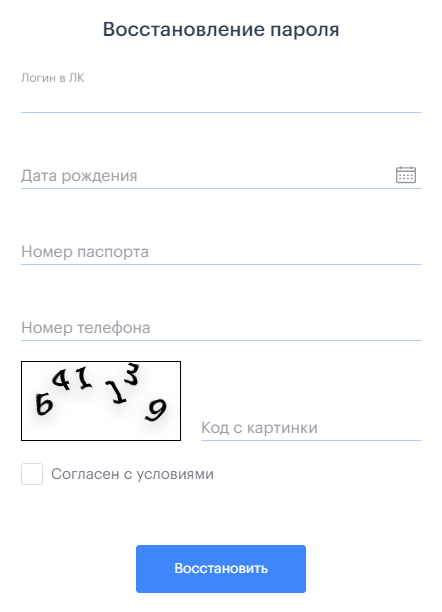 Восстановление пароля
Логин в ЛК
Дата рождения
Номер паспорта
Номер телефона
641139
Код с картинки
Согласен с условиями
Восстановить